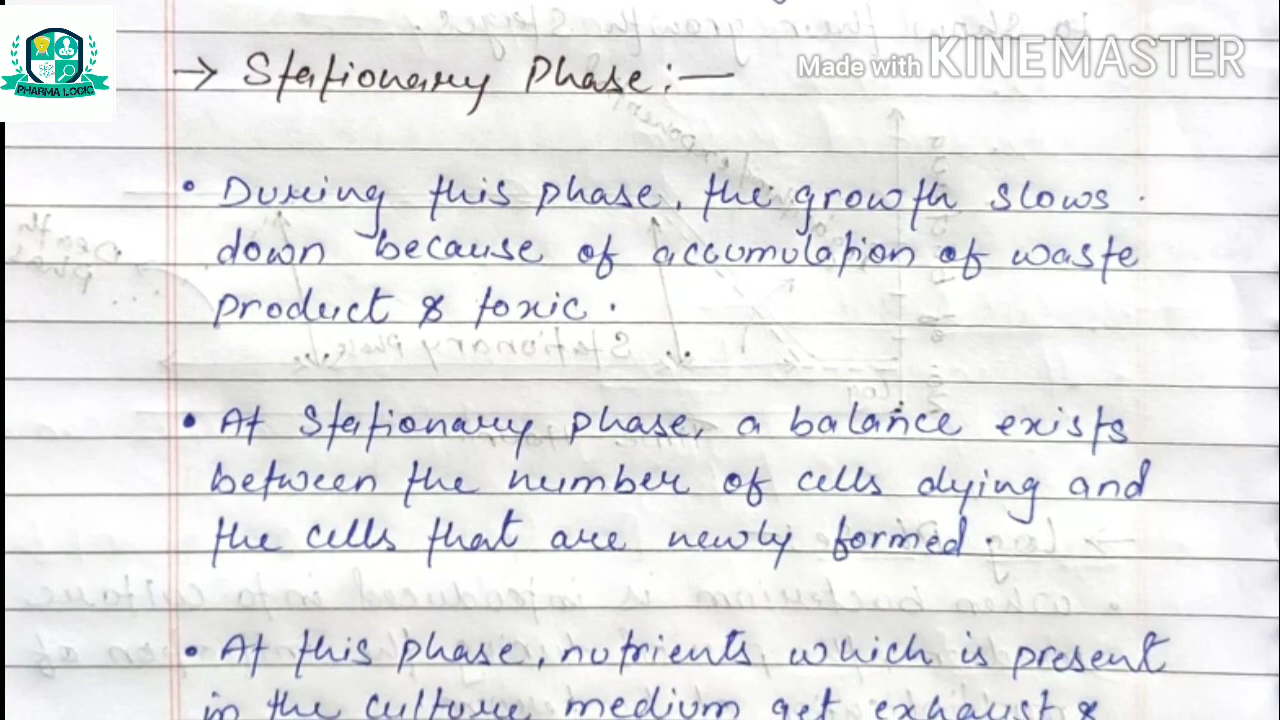 PHARMA LOGIC
Made with KINEMASTER
→ Stationary Phase :—
• During this phase, the growth slows
down because of accumulation of waste
product & toxic.
• At Stationary phase, a balance exists
between the number of cells dying and
the cells that are newly formed.
• At this phase, nutrients which is present
in the culture medium get exhaust &